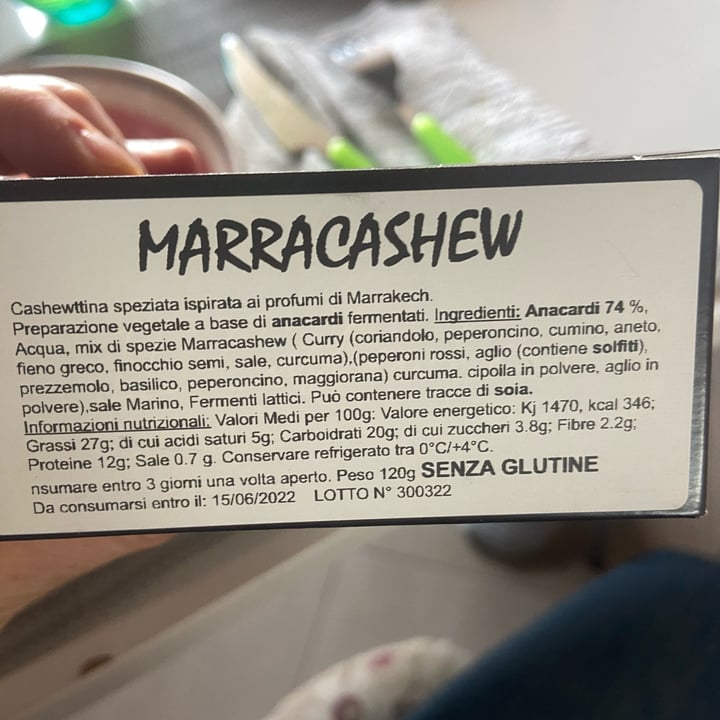 MARRACASHEW
Cashewttina speziata ispirata ai profumi di Marrakech.
Preparazione vegetale a base di anacardi fermentati. Ingredienti: Anacardi 74 %,
Acqua, mix di spezie Marracashew ( Curry (coriandolo, peperoncino, cumino, aneto,
fieno greco, finocchio semi, sale, curcuma),(peperoni rossi, aglio (contiene solfiti),
prezzemolo, basilico, peperoncino, maggiorana) curcuma. cipolla in polvere, aglio in
polvere),sale Marino, Fermenti lattici. Può contenere tracce di soia.
Informazioni nutrizionali: Valori Medi per 100g: Valore energetico: Kj 1470, kcal 346;
Grassi 27g; di cui acidi saturi 5g; Carboidrati 20g; di cui zuccheri 3.8g; Fibre 2.2g;
Proteine 12g; Sale 0.7 g. Conservare refrigerato tra 0°C/+4°C.
nsumare entro 3 giorni una volta aperto. Peso 120g SENZA GLUTINE
Da consumarsi entro il: 15/06/2022 LOTTO N° 300322